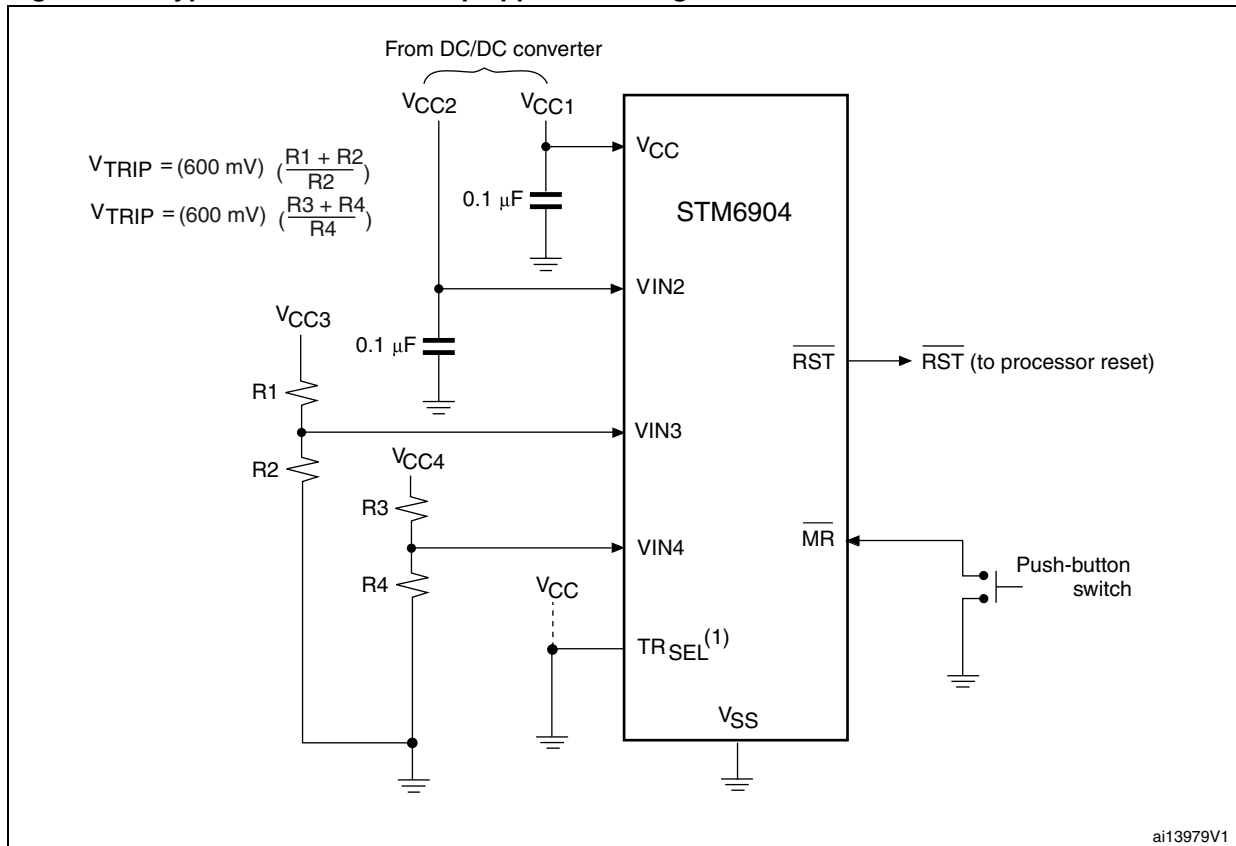 From DC/DC converter
VCC2
VCC1
VCC
VTRIP = (600 mV) (R1 + R2 / R2)
0.1 μF
STM6904
VTRIP = (600 mV) (R3 + R4 / R4)
VIN2
VCC3
0.1 μF
RST
RST (to processor reset)
R1
VIN3
R2
VCC4
R3
MR
VIN4
Push-button
switch
R4
VCC
TRSEL(1)
VSS
ai13979V1